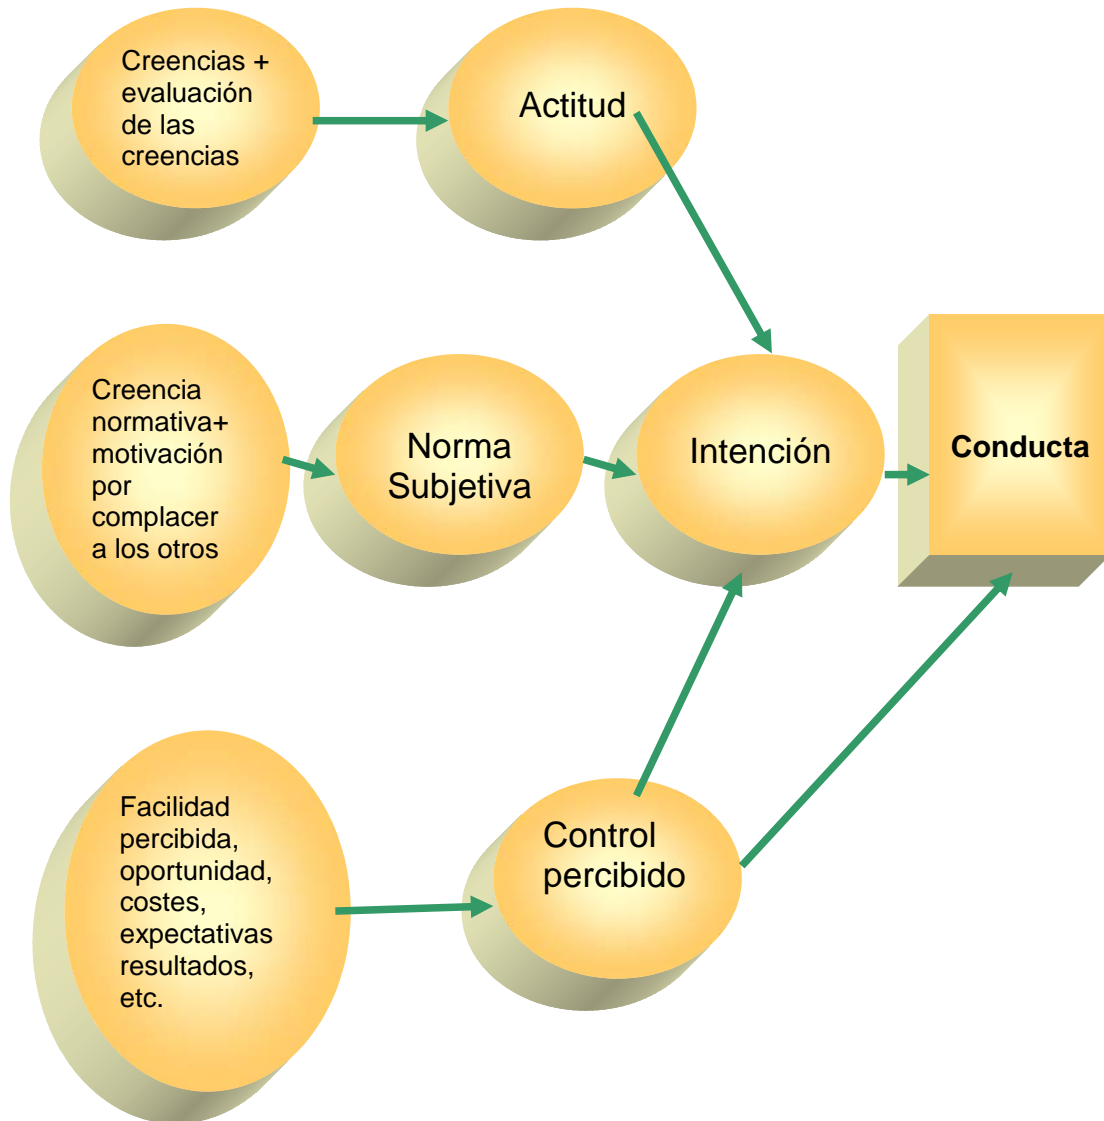 Creencias +
evaluación
de las
creencias
Actitud
Creencia
normativa+
motivación
por
complacer
a los otros
Norma
Subjetiva
Intención
Conducta
Facilidad
percibida,
oportunidad,
costes,
expectativas
resultados,
etc.
Control
percibido